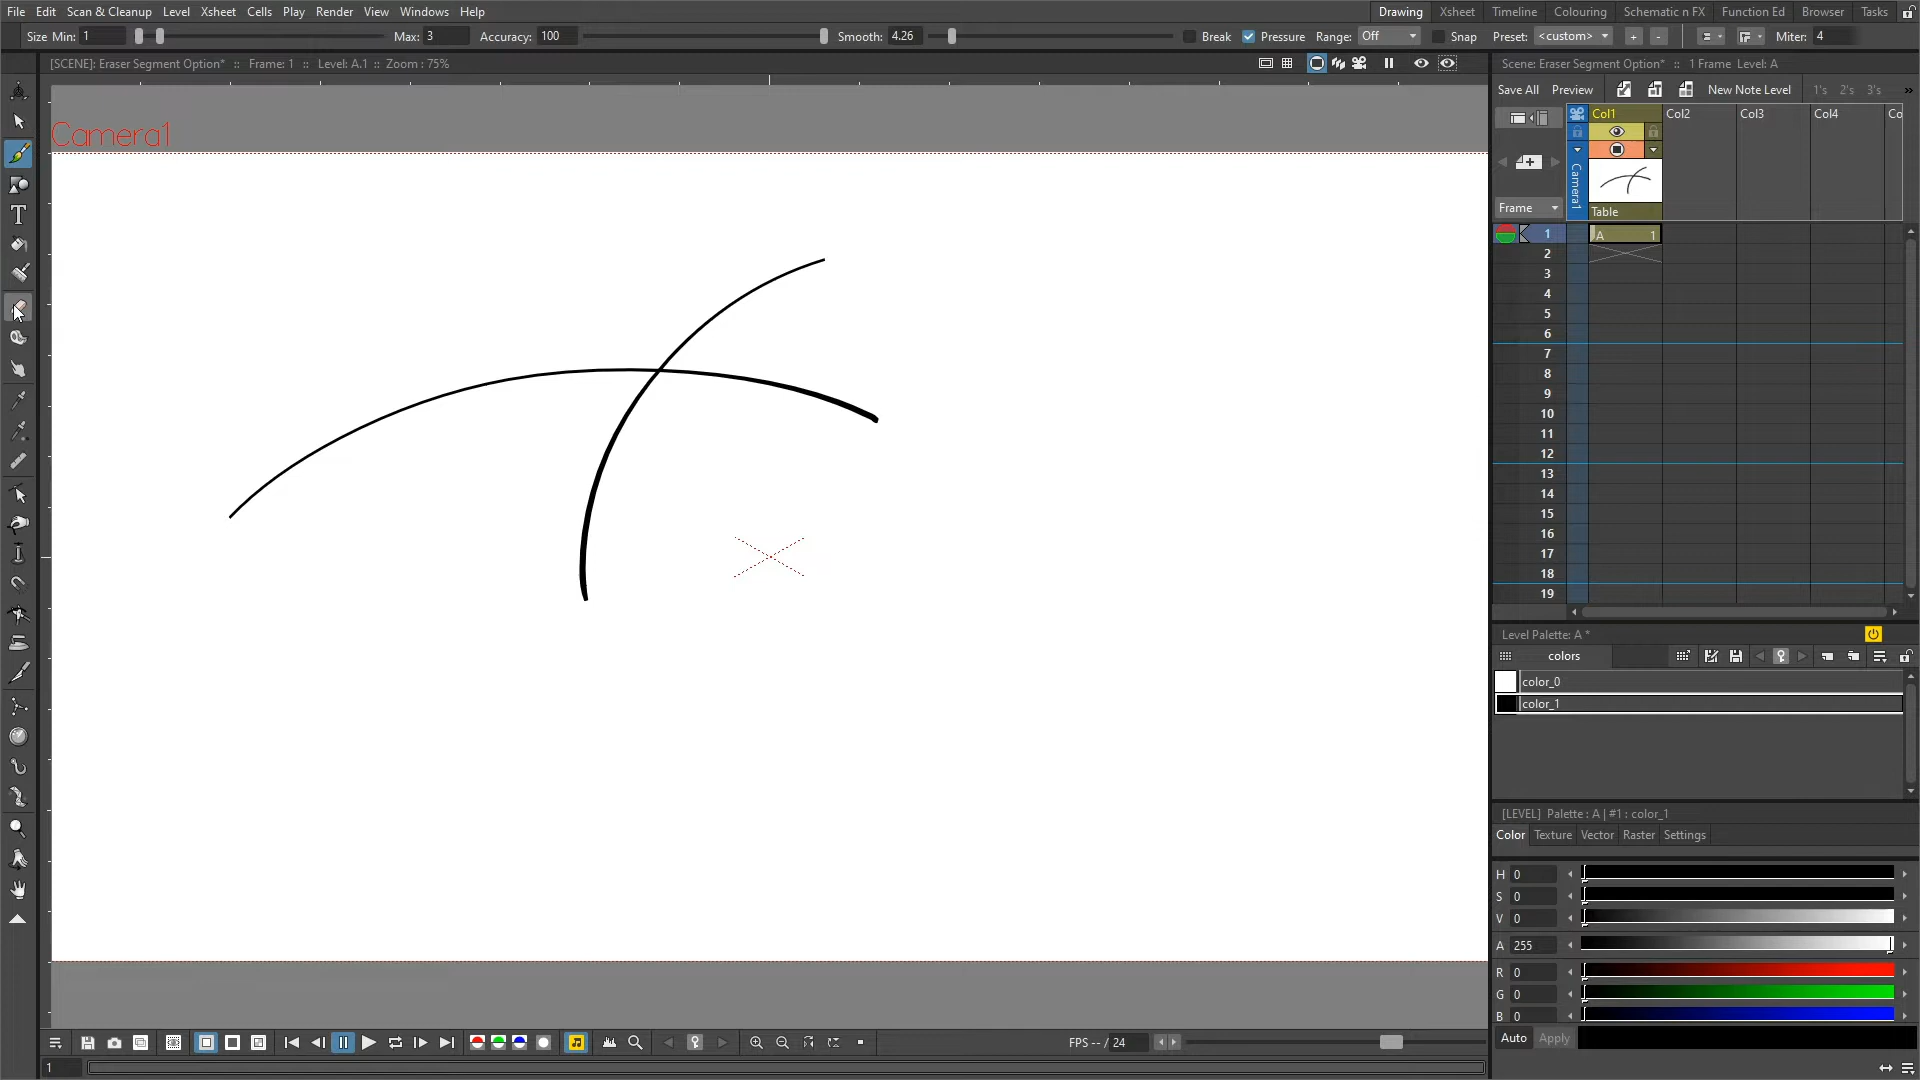 File Edit Scan & Cleanup Level Xsheet Cells Play Render View Windows Help
Drawing Xsheet Timeline Colouring Schematic n FX Function Ed Browser Tasks
Size Min: 1 Max: 3 Accuracy: 100 Smooth: 4.26 Break Pressure Range: Off Snap Preset: <custom> + - Miter: 4
[SCENE]: Eraser Segment Option* :: Frame: 1 :: Level: A.1 :: Zoom : 75%
Scene: Eraser Segment Option* :: 1 Frame Level: A
Save All Preview New Note Level 1's 2's 3's »
Camera1
Col1 Col2 Col3 Col4 Co
Camera1
Frame
Table
A 1
1
2
3
4
5
6
7
8
9
10
11
12
13
14
15
16
17
18
19
Level Palette: A *
colors
color_0
color_1
[LEVEL] Palette : A | #1 : color_1
Color Texture Vector Raster Settings
H 0
S 0
V 0
A 255
R 0
G 0
B 0
Auto Apply
FPS -- / 24
1